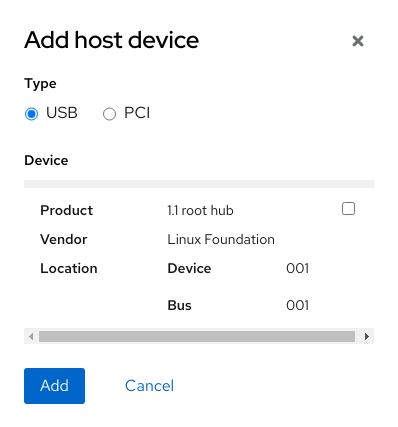 Add host device
Type
USB PCI
Device
Product 1.1 root hub
Vendor Linux Foundation
Location Device 001
Bus 001
Add Cancel